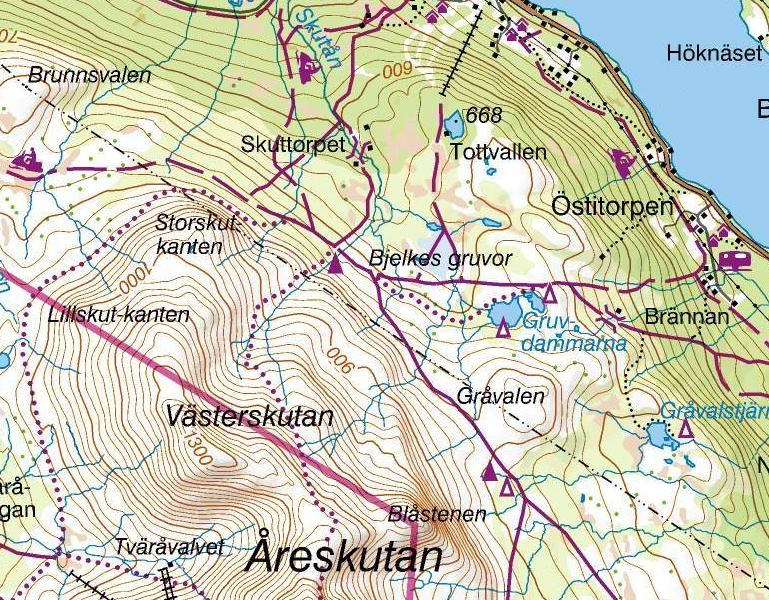 Skutån
Höknäset
Brunnsvalen
600
668
Skuttorpet
Tottvallen
Östitorpen
Storskut-
kanten
Bjelkes gruvor
1000
Lillskut-kanten
Gruv-
dammarna
Brännan
900
Gråvalen
Västerskutan
Gråvalstjärn
1300
Blåstenen
Tväråvalvet
Åreskutan